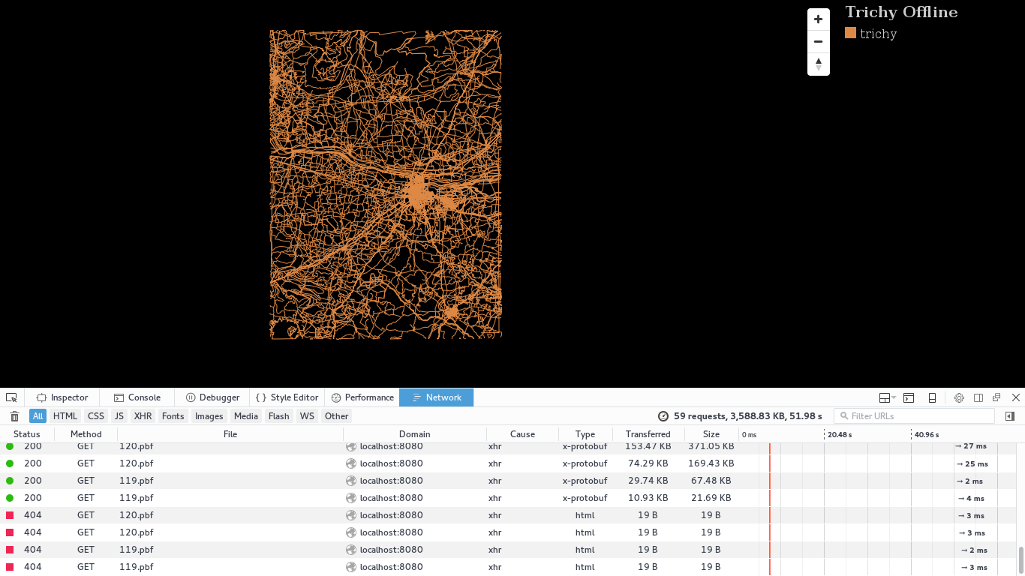 Trichy Offline
trichy
Inspector Console Debugger { } Style Editor Performance Network
All HTML CSS JS XHR Fonts Images Media Flash WS Other 59 requests, 3,588.83 KB, 51.98 s Filter URLs
Status Method File Domain Cause Type Transferred Size 0 ms 20.48 s 40.96 s
200 GET 120.pbf localhost:8080 xhr x-protobuf 153.47 KB 371.05 KB → 27 ms
200 GET 120.pbf localhost:8080 xhr x-protobuf 74.29 KB 169.43 KB → 25 ms
200 GET 119.pbf localhost:8080 xhr x-protobuf 29.74 KB 67.48 KB → 2 ms
200 GET 119.pbf localhost:8080 xhr x-protobuf 10.93 KB 21.69 KB → 4 ms
404 GET 120.pbf localhost:8080 xhr html 19 B 19 B → 3 ms
404 GET 120.pbf localhost:8080 xhr html 19 B 19 B → 3 ms
404 GET 119.pbf localhost:8080 xhr html 19 B 19 B → 2 ms
404 GET 119.pbf localhost:8080 xhr html 19 B 19 B → 3 ms